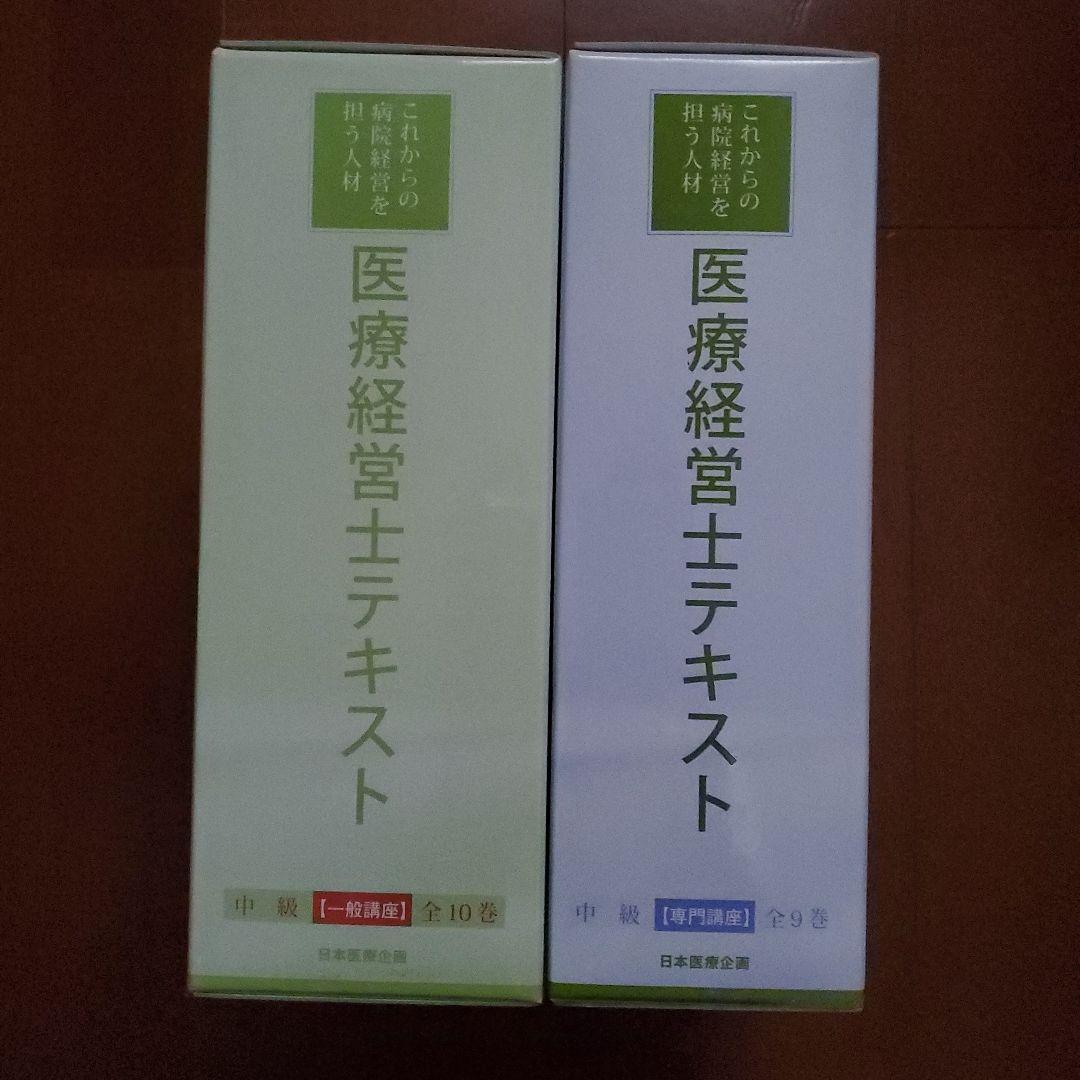 これからの
病院経営を
担う人材
医療経営士テキスト
中級【一般講座】全10巻
日本医療企画
これからの
病院経営を
担う人材
医療経営士テキスト
中級【専門講座】全9巻
日本医療企画